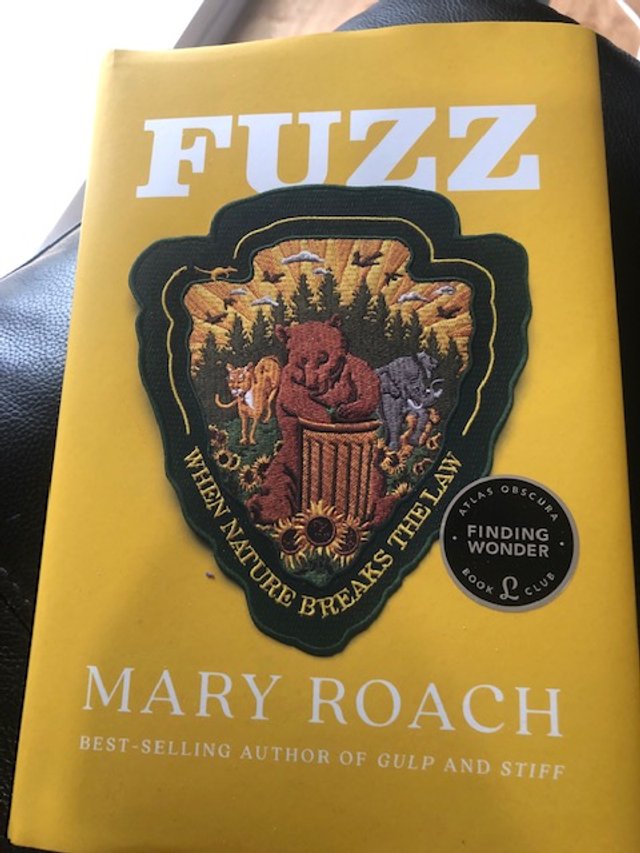 FUZZ
WHEN NATURE BREAKS THE LAW
ATLAS OBSCURA
FINDING
WONDER
BOOK L CLUB
MARY ROACH
BEST-SELLING AUTHOR OF GULP AND STIFF